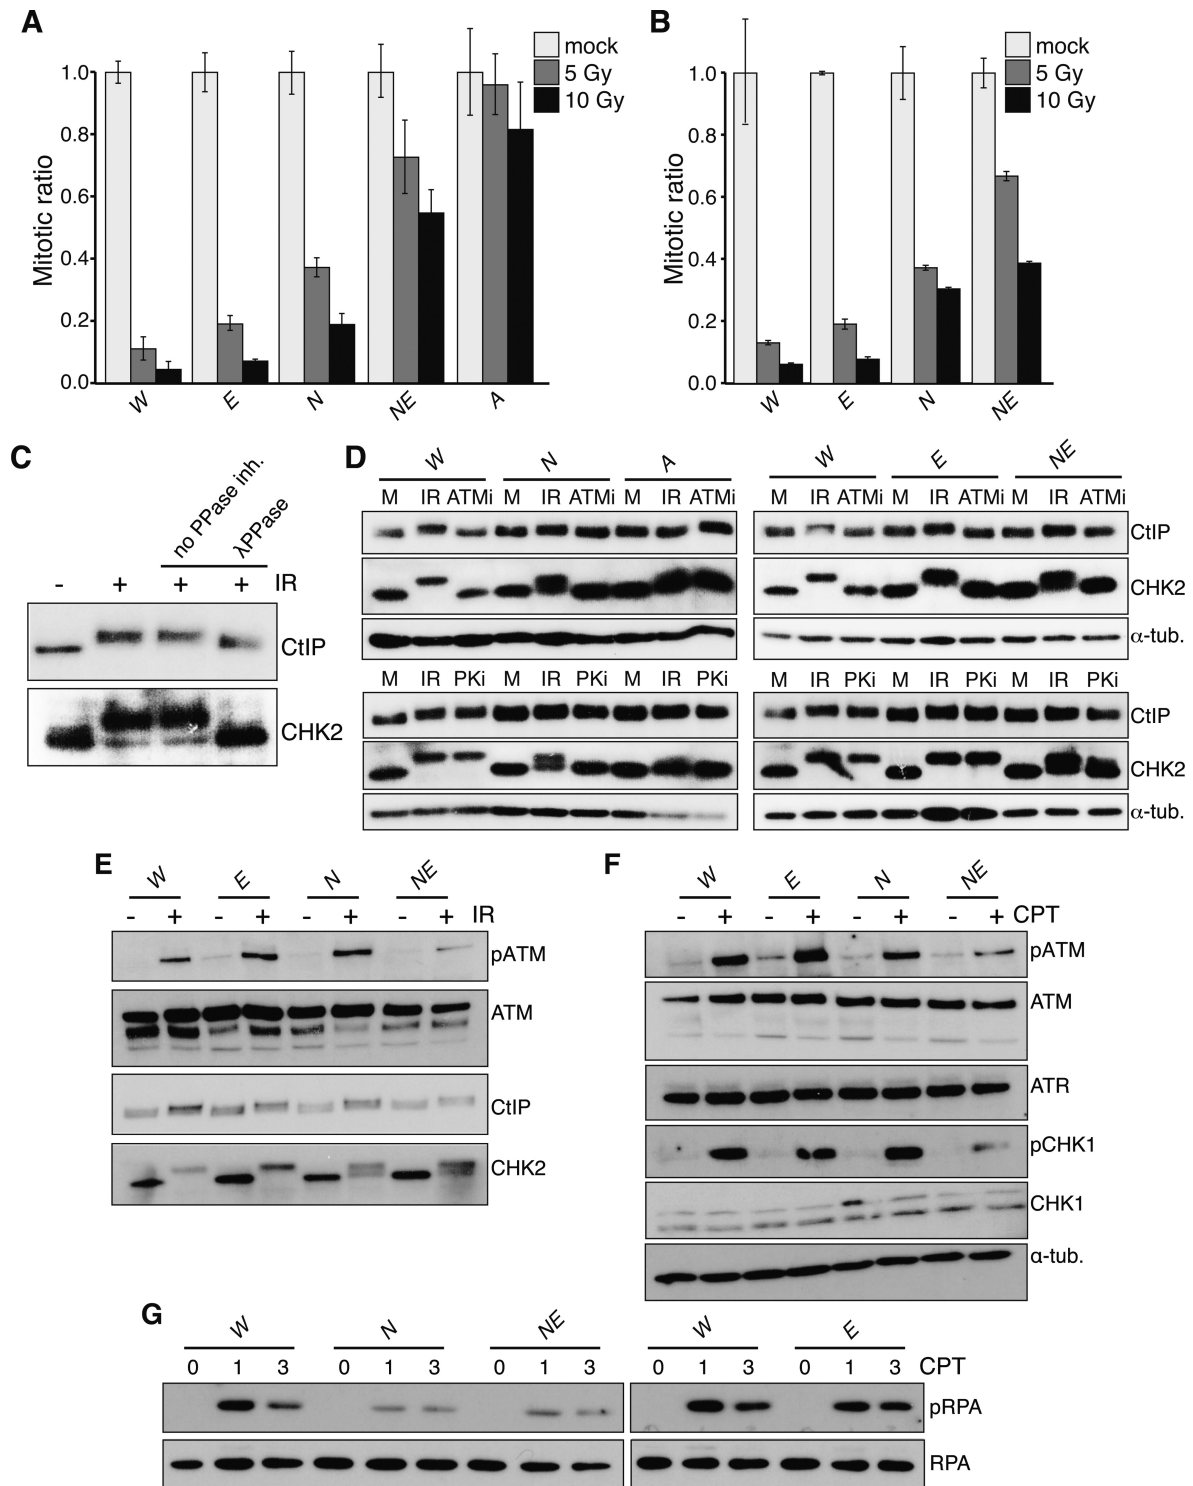 A
mock
5 Gy
10 Gy
Mitotic ratio
1.0
0.8
0.6
0.4
0.2
0.0
W E N NE A
B
mock
5 Gy
10 Gy
Mitotic ratio
1.0
0.8
0.6
0.4
0.2
0.0
W E N NE
C
no PPase inh.
λPPase
- + + + IR
CtIP
CHK2
D
W N A
M IR ATMi M IR ATMi M IR ATMi
W E NE
M IR ATMi M IR ATMi M IR ATMi
CtIP
CHK2
α-tub.
M IR PKi M IR PKi M IR PKi
M IR PKi M IR PKi M IR PKi
CtIP
CHK2
α-tub.
E
W E N NE
- + - + - + - + IR
pATM
ATM
CtIP
CHK2
F
W E N NE
- + - + - + - + CPT
pATM
ATM
ATR
pCHK1
CHK1
α-tub.
G
W N NE W E
0 1 3 0 1 3 0 1 3 0 1 3 0 1 3 CPT
pRPA
RPA